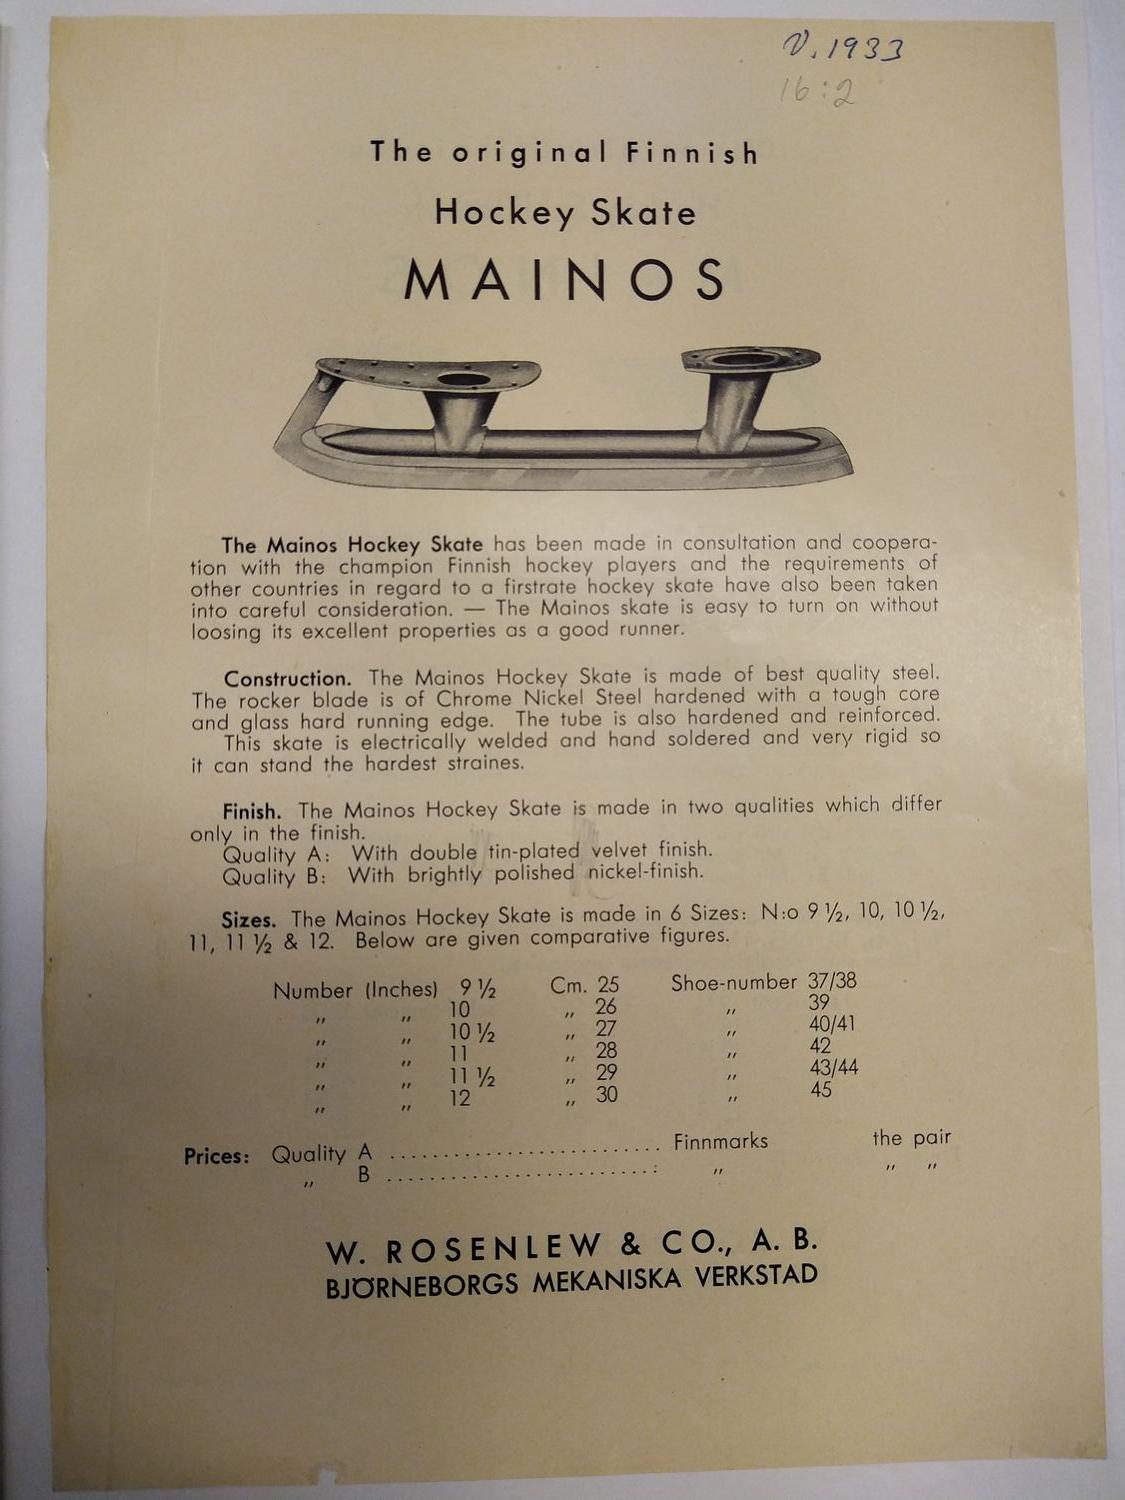 V. 1933
16:2
The original Finnish
Hockey Skate
MAINOS
The Mainos Hockey Skate has been made in consultation and coopera-
tion with the champion Finnish hockey players and the requirements of
other countries in regard to a firstrate hockey skate have also been taken
into careful consideration. — The Mainos skate is easy to turn on without
loosing its excellent properties as a good runner.
Construction. The Mainos Hockey Skate is made of best quality steel.
The rocker blade is of Chrome Nickel Steel hardened with a tough core
and glass hard running edge. The tube is also hardened and reinforced.
This skate is electrically welded and hand soldered and very rigid so
it can stand the hardest straines.
Finish. The Mainos Hockey Skate is made in two qualities which differ
only in the finish.
Quality A: With double tin-plated velvet finish.
Quality B: With brightly polished nickel-finish.
Sizes. The Mainos Hockey Skate is made in 6 Sizes: N:o 9 ½, 10, 10 ½,
11, 11 ½ & 12. Below are given comparative figures.
Number (Inches) 9 ½ Cm. 25 Shoe-number 37/38
„ „ 10 „ 26 „ 39
„ „ 10 ½ „ 27 „ 40/41
„ „ 11 „ 28 „ 42
„ „ 11 ½ „ 29 „ 43/44
„ „ 12 „ 30 „ 45
Prices: Quality A .......................... Finnmarks the pair
„ B .......................... „ „ „
W. ROSENLEW & CO., A. B.
BJÖRNEBORGS MEKANISKA VERKSTAD